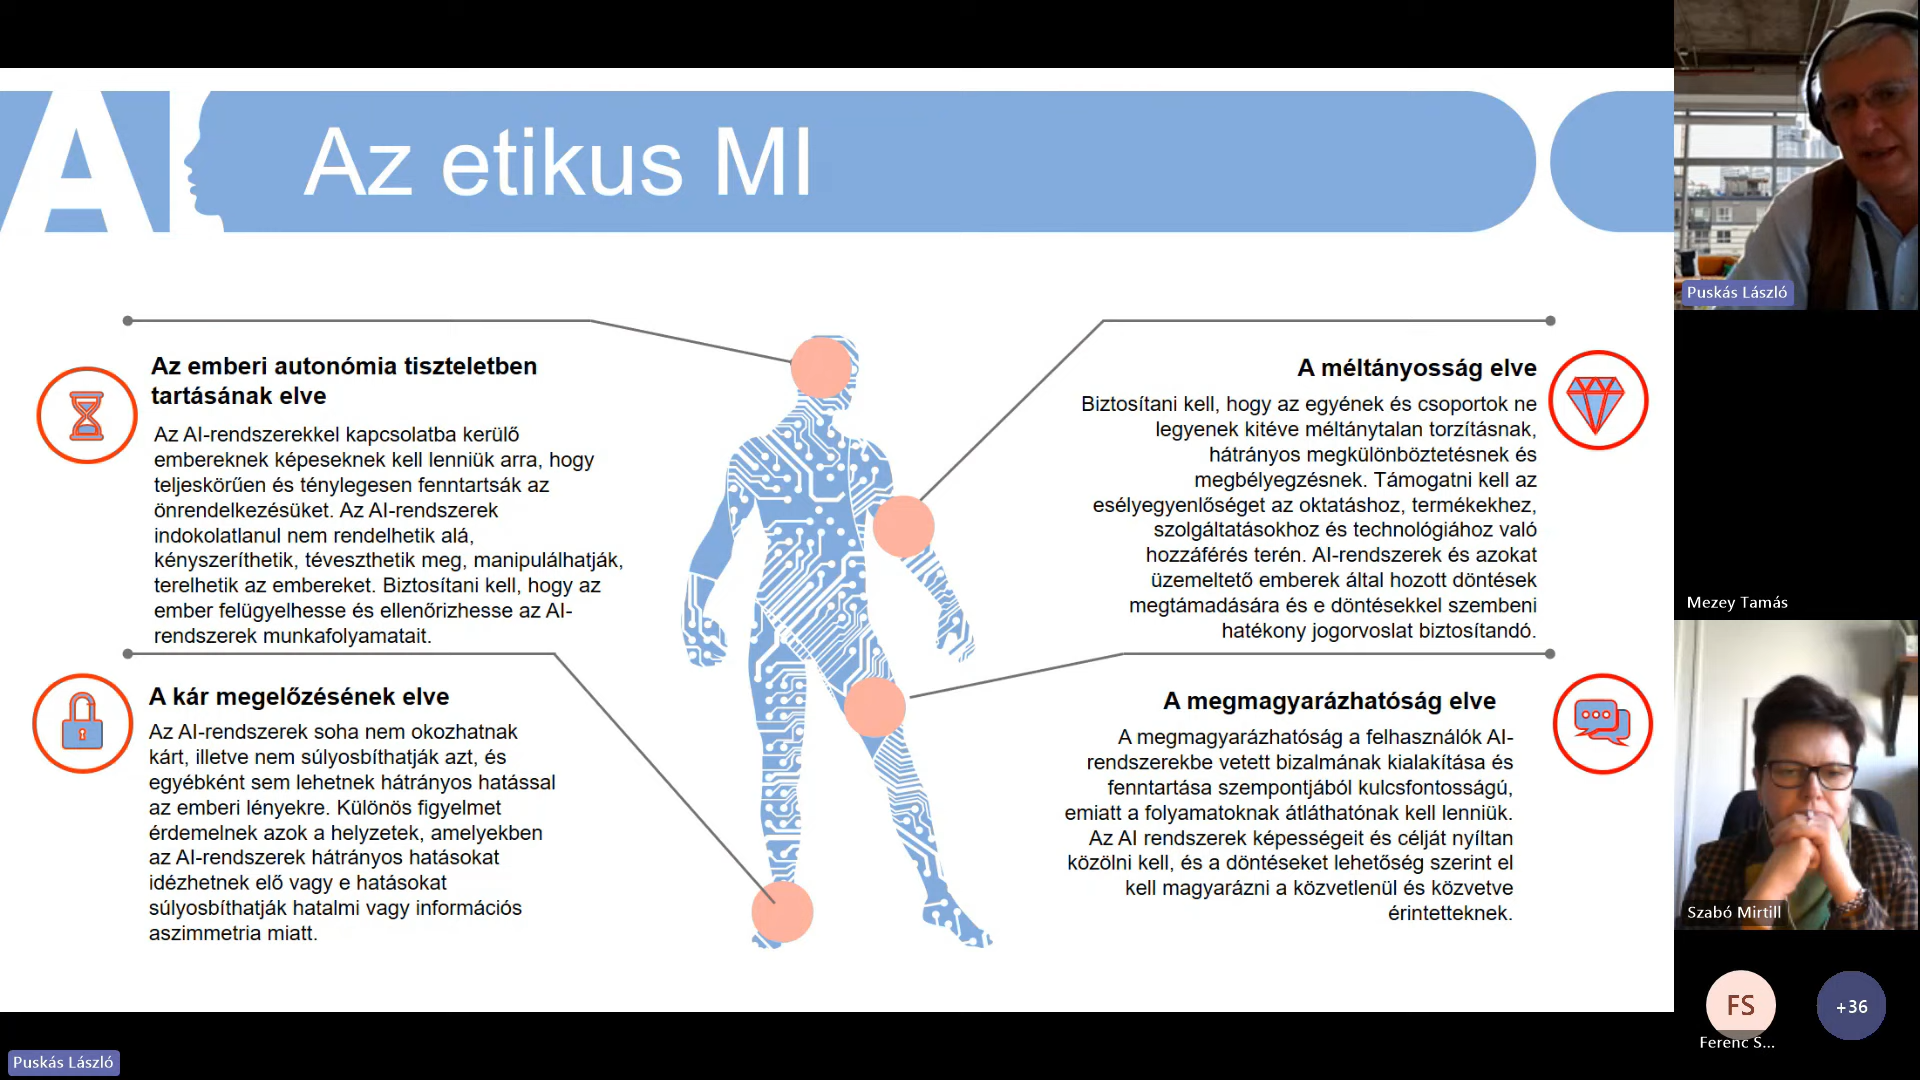 AI
Az etikus MI
Az emberi autonómia tiszteletben
tartásának elve
Az AI-rendszerekkel kapcsolatba kerülő
embereknek képeseknek kell lenniük arra, hogy
teljeskörűen és ténylegesen fenntartsák az
önrendelkezésüket. Az AI-rendszerek
indokolatlanul nem rendelhetik alá,
kényszeríthetik, téveszthetik meg, manipulálhatják,
terelhetik az embereket. Biztosítani kell, hogy az
ember felügyelhesse és ellenőrizhesse az AI-
rendszerek munkafolyamatait.
A kár megelőzésének elve
Az AI-rendszerek soha nem okozhatnak
kárt, illetve nem súlyosbíthatják azt, és
egyébként sem lehetnek hátrányos hatással
az emberi lényekre. Különös figyelmet
érdemelnek azok a helyzetek, amelyekben
az AI-rendszerek hátrányos hatásokat
idézhetnek elő vagy e hatásokat
súlyosbíthatják hatalmi vagy információs
aszimmetria miatt.
A méltányosság elve
Biztosítani kell, hogy az egyének és csoportok ne
legyenek kitéve méltánytalan torzításnak,
hátrányos megkülönböztetésnek és
megbélyegzésnek. Támogatni kell az
esélyegyenlőséget az oktatáshoz, termékekhez,
szolgáltatásokhoz és technológiához való
hozzáférés terén. AI-rendszerek és azokat
üzemeltető emberek által hozott döntések
megtámadására és e döntésekkel szembeni
hatékony jogorvoslat biztosítandó.
A megmagyarázhatóság elve
A megmagyarázhatóság a felhasználók AI-
rendszerekbe vetett bizalmának kialakítása és
fenntartása szempontjából kulcsfontosságú,
emiatt a folyamatoknak átláthatónak kell lenniük.
Az AI rendszerek képességeit és célját nyíltan
közölni kell, és a döntéseket lehetőség szerint el
kell magyarázni a közvetlenül és közvetve
érintetteknek.
Puskás László
Mezey Tamás
Szabó Mirtill
FS
+36
Ferenc S...
Puskás László